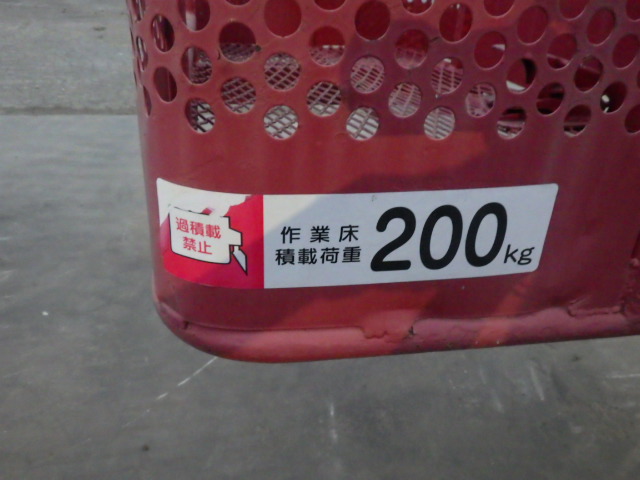 過積載
禁止
作業床
積載荷重
200kg